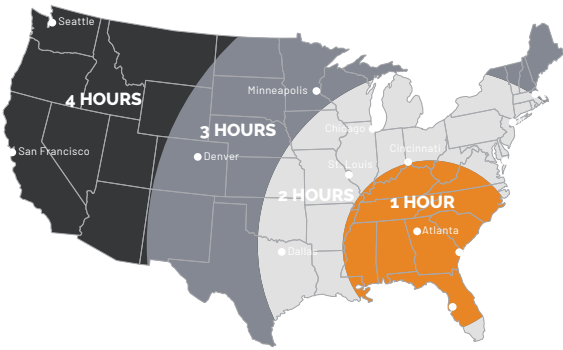 Seattle
4 HOURS
Minneapolis
3 HOURS
Chicago
San Francisco
Denver
Cincinnati
St. Louis
2 HOURS
1 HOUR
Atlanta
Dallas